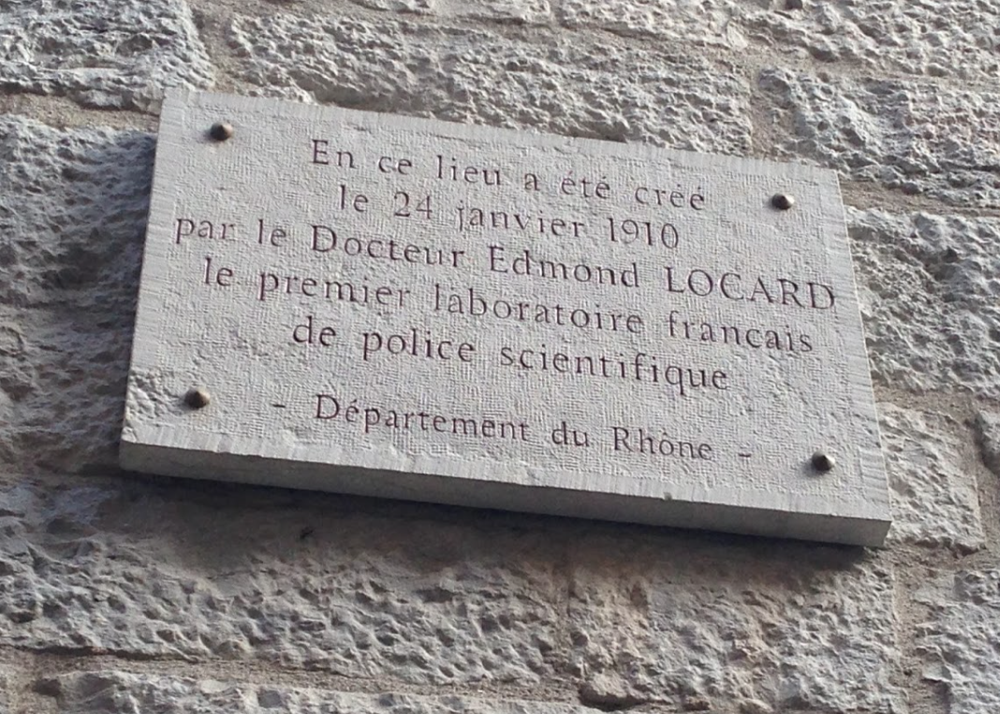 En ce lieu a été créé
le 24 janvier 1910
par le Docteur Edmond LOCARD
le premier laboratoire français
de police scientifique
- Département du Rhône -